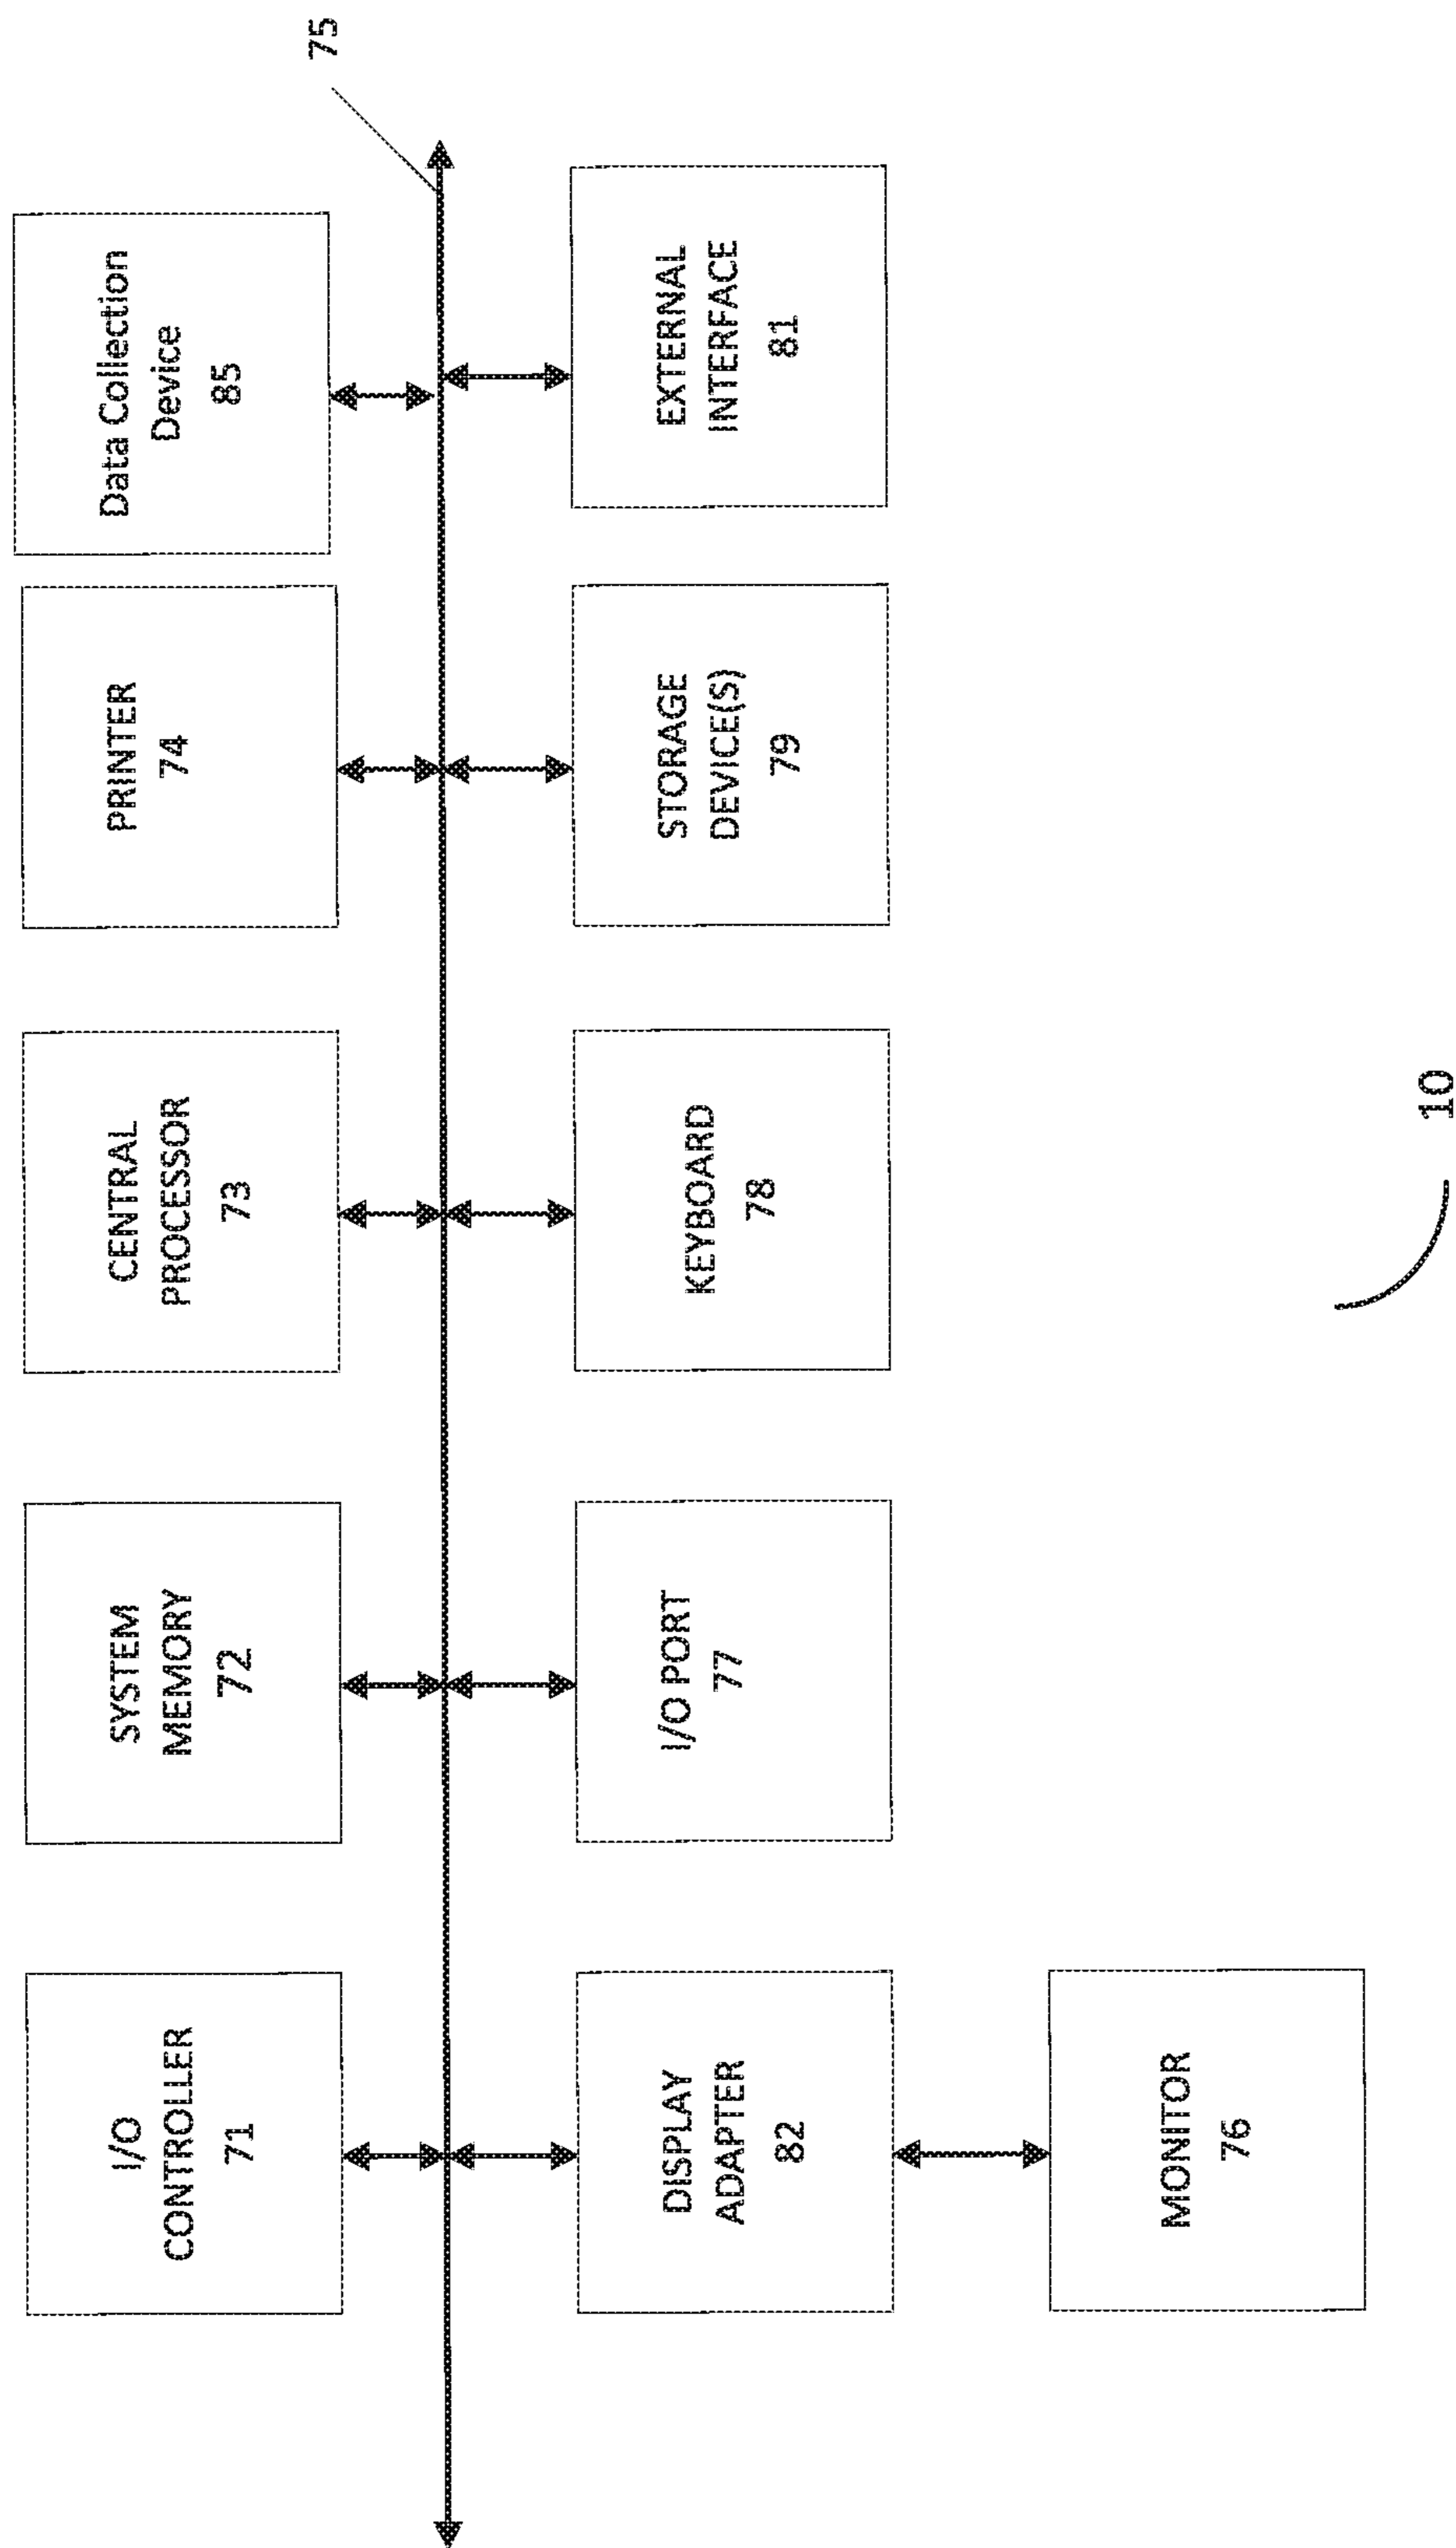 75
I/O
CONTROLLER
71
SYSTEM
MEMORY
72
CENTRAL
PROCESSOR
73
PRINTER
74
Data Collection
Device
85
DISPLAY
ADAPTER
82
I/O PORT
77
KEYBOARD
78
STORAGE
DEVICE(S)
79
EXTERNAL
INTERFACE
81
MONITOR
76
10